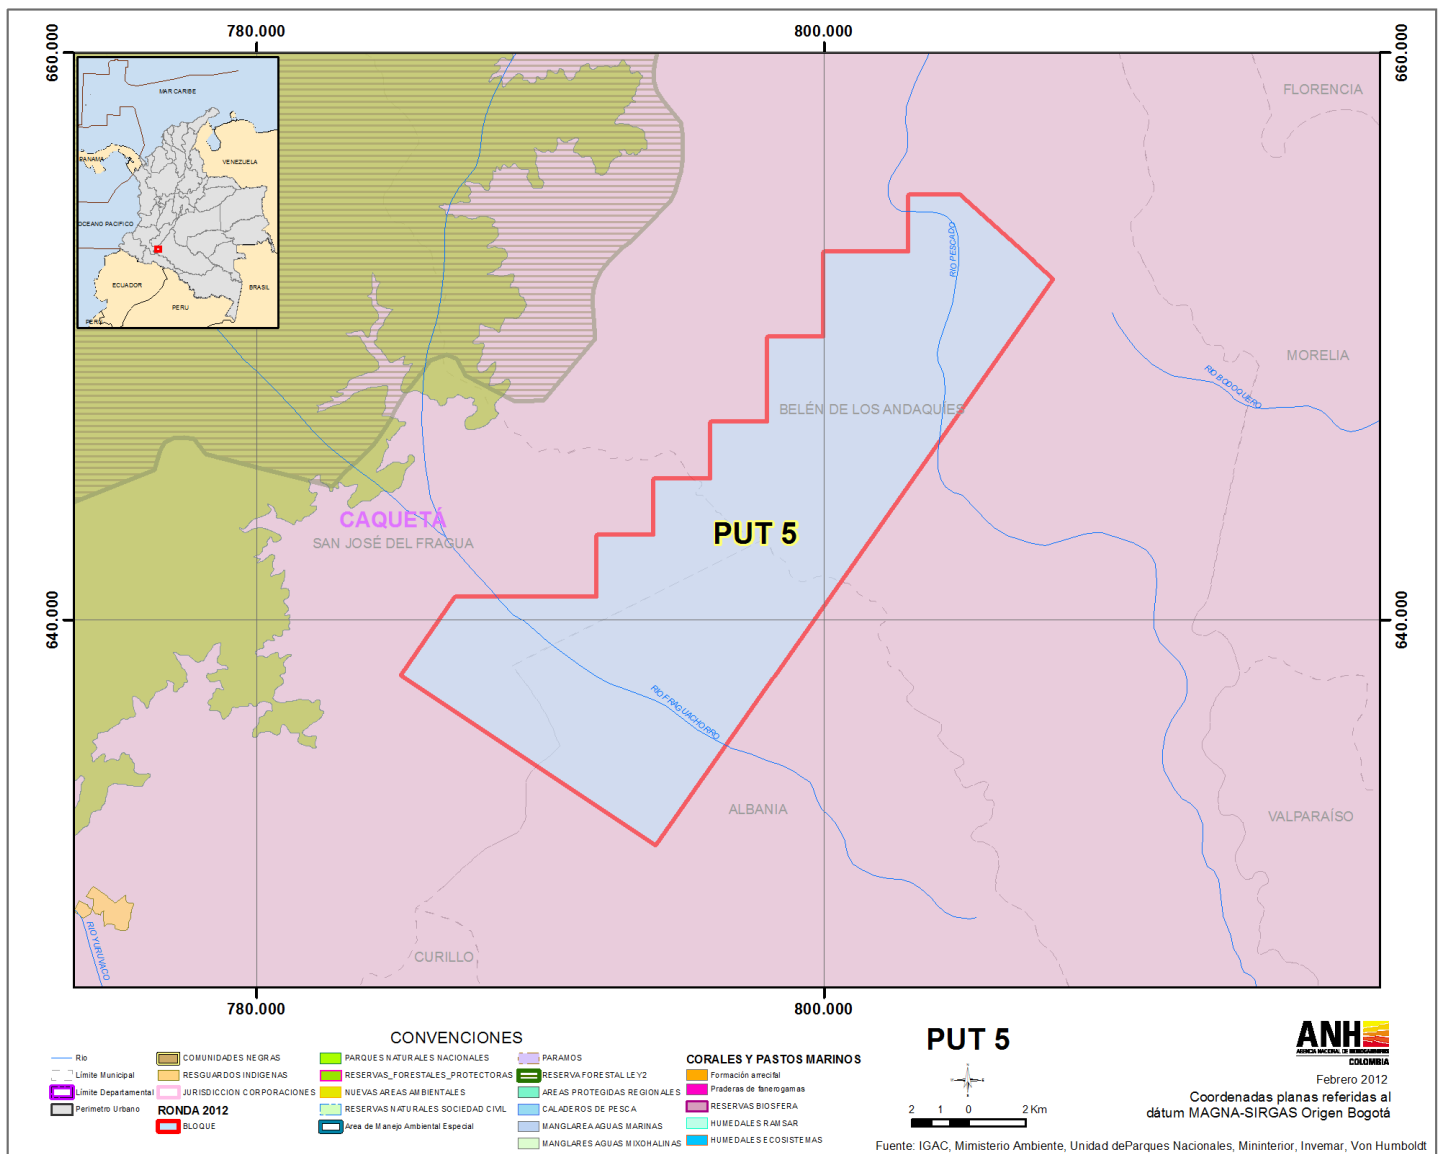 780.000
800.000
660.000
660.000
MAR CARIBE
PANAMA
VENEZUELA
OCEANO PACIFICO
ECUADOR
PERU
BRASIL
FLORENCIA
RIO PESCADO
MORELIA
RIO BODOQUERO
BELÉN DE LOS ANDAQUÍES
CAQUETÁ
SAN JOSÉ DEL FRAGUA
PUT 5
640.000
640.000
RIO FRAGUACHORRO
ALBANIA
VALPARAÍSO
RIO YURUYACO
CURILLO
780.000
800.000
CONVENCIONES
Rio
Límite Municipal
Límite Departamental
Perimetro Urbano
COMUNIDADES NEGRAS
RESGUARDOS INDIGENAS
JURISDICCION CORPORACIONES
RONDA 2012
BLOQUE
PARQUES NATURALES NACIONALES
RESERVAS_FORESTALES_PROTECTORAS
NUEVAS AREAS AMBIENTALES
RESERVAS NATURALES SOCIEDAD CIVIL
Area de Manejo Ambiental Especial
PARAMOS
RESERVA FORESTAL LEY2
AREAS PROTEGIDAS REGIONALES
CALADEROS DE PESCA
MANGLAREA AGUAS MARINAS
MANGLARES AGUAS MIXOHALINAS
CORALES Y PASTOS MARINOS
Formación arrecifal
Praderas de fanerogamas
RESERVAS BIOSFERA
HUMEDALES RAMSAR
HUMEDALES ECOSISTEMAS
PUT 5
2 1 0 2 Km
ANH
AGENCIA NACIONAL DE HIDROCARBUROS
COLOMBIA
Febrero 2012
Coordenadas planas referidas al
dátum MAGNA-SIRGAS Origen Bogotá
Fuente: IGAC, Mimisterio Ambiente, Unidad deParques Nacionales, Mininterior, Invemar, Von Humboldt